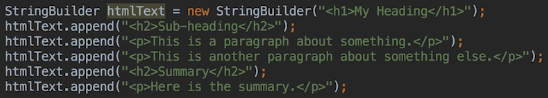 StringBuilder htmlText = new StringBuilder("<h1>My Heading</h1>");
htmlText.append("<h2>Sub-heading</h2>");
htmlText.append("<p>This is a paragraph about something.</p>");
htmlText.append("<p>This is another paragraph about something else.</p>");
htmlText.append("<h2>Summary</h2>");
htmlText.append("<p>Here is the summary.</p>");